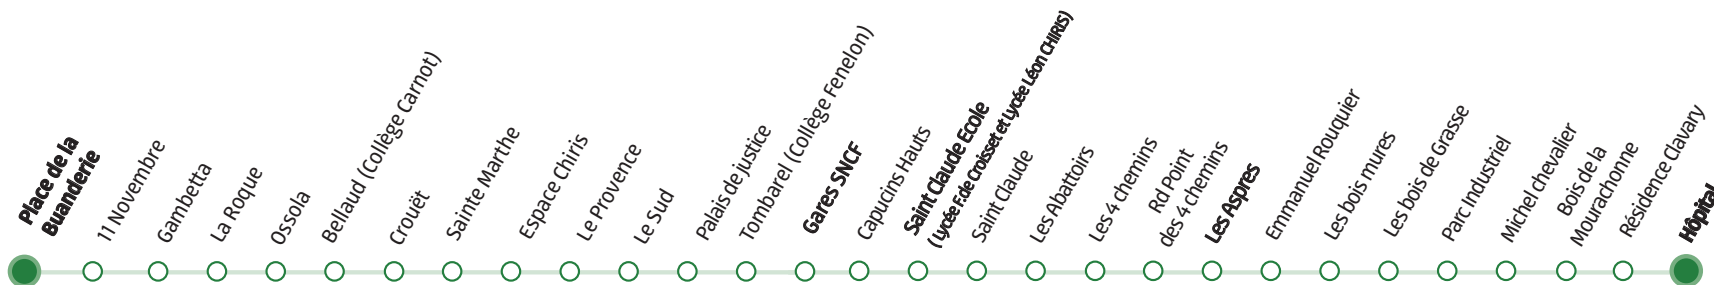 Place de la
Buanderie
11 Novembre
Gambetta
La Roque
Ossola
Bellaud (Collège Carnot)
Crouët
Sainte Marthe
Espace Chiris
Le Provence
Le Sud
Palais de justice
Tombarel (Collège Fenelon)
Gares SNCF
Capucins Hauts
Saint Claude Ecole
(Lycée F.de Croisset et Lycée Léon CHIRIS)
Saint Claude
Les Abattoirs
Les 4 chemins
Rd Point
des 4 chemins
Les Aspres
Emmanuel Rouquier
Les bois mures
Les bois de Grasse
Parc Industriel
Michel chevalier
Bois de la
Mourachonne
Résidence Clavary
Hôpital